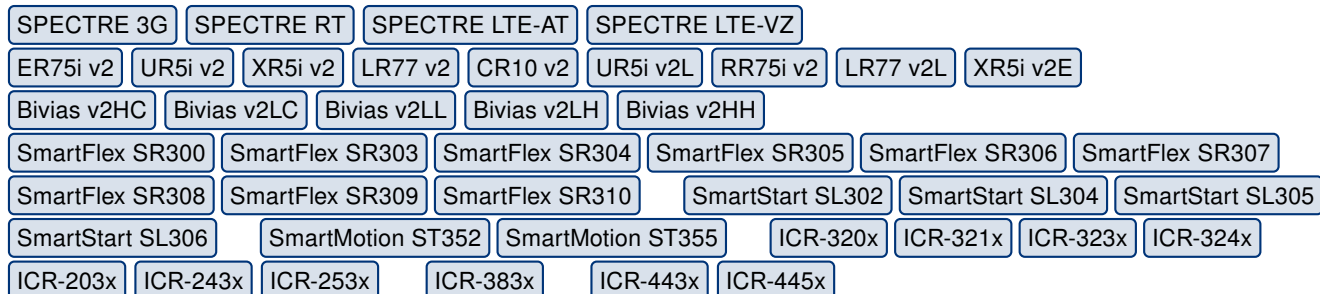 SPECTRE 3G SPECTRE RT SPECTRE LTE-AT SPECTRE LTE-VZ
ER75i v2 UR5i v2 XR5i v2 LR77 v2 CR10 v2 UR5i v2L RR75i v2 LR77 v2L XR5i v2E
Bivias v2HC Bivias v2LC Bivias v2LL Bivias v2LH Bivias v2HH
SmartFlex SR300 SmartFlex SR303 SmartFlex SR304 SmartFlex SR305 SmartFlex SR306 SmartFlex SR307
SmartFlex SR308 SmartFlex SR309 SmartFlex SR310 SmartStart SL302 SmartStart SL304 SmartStart SL305
SmartStart SL306 SmartMotion ST352 SmartMotion ST355 ICR-320x ICR-321x ICR-323x ICR-324x
ICR-203x ICR-243x ICR-253x ICR-383x ICR-443x ICR-445x